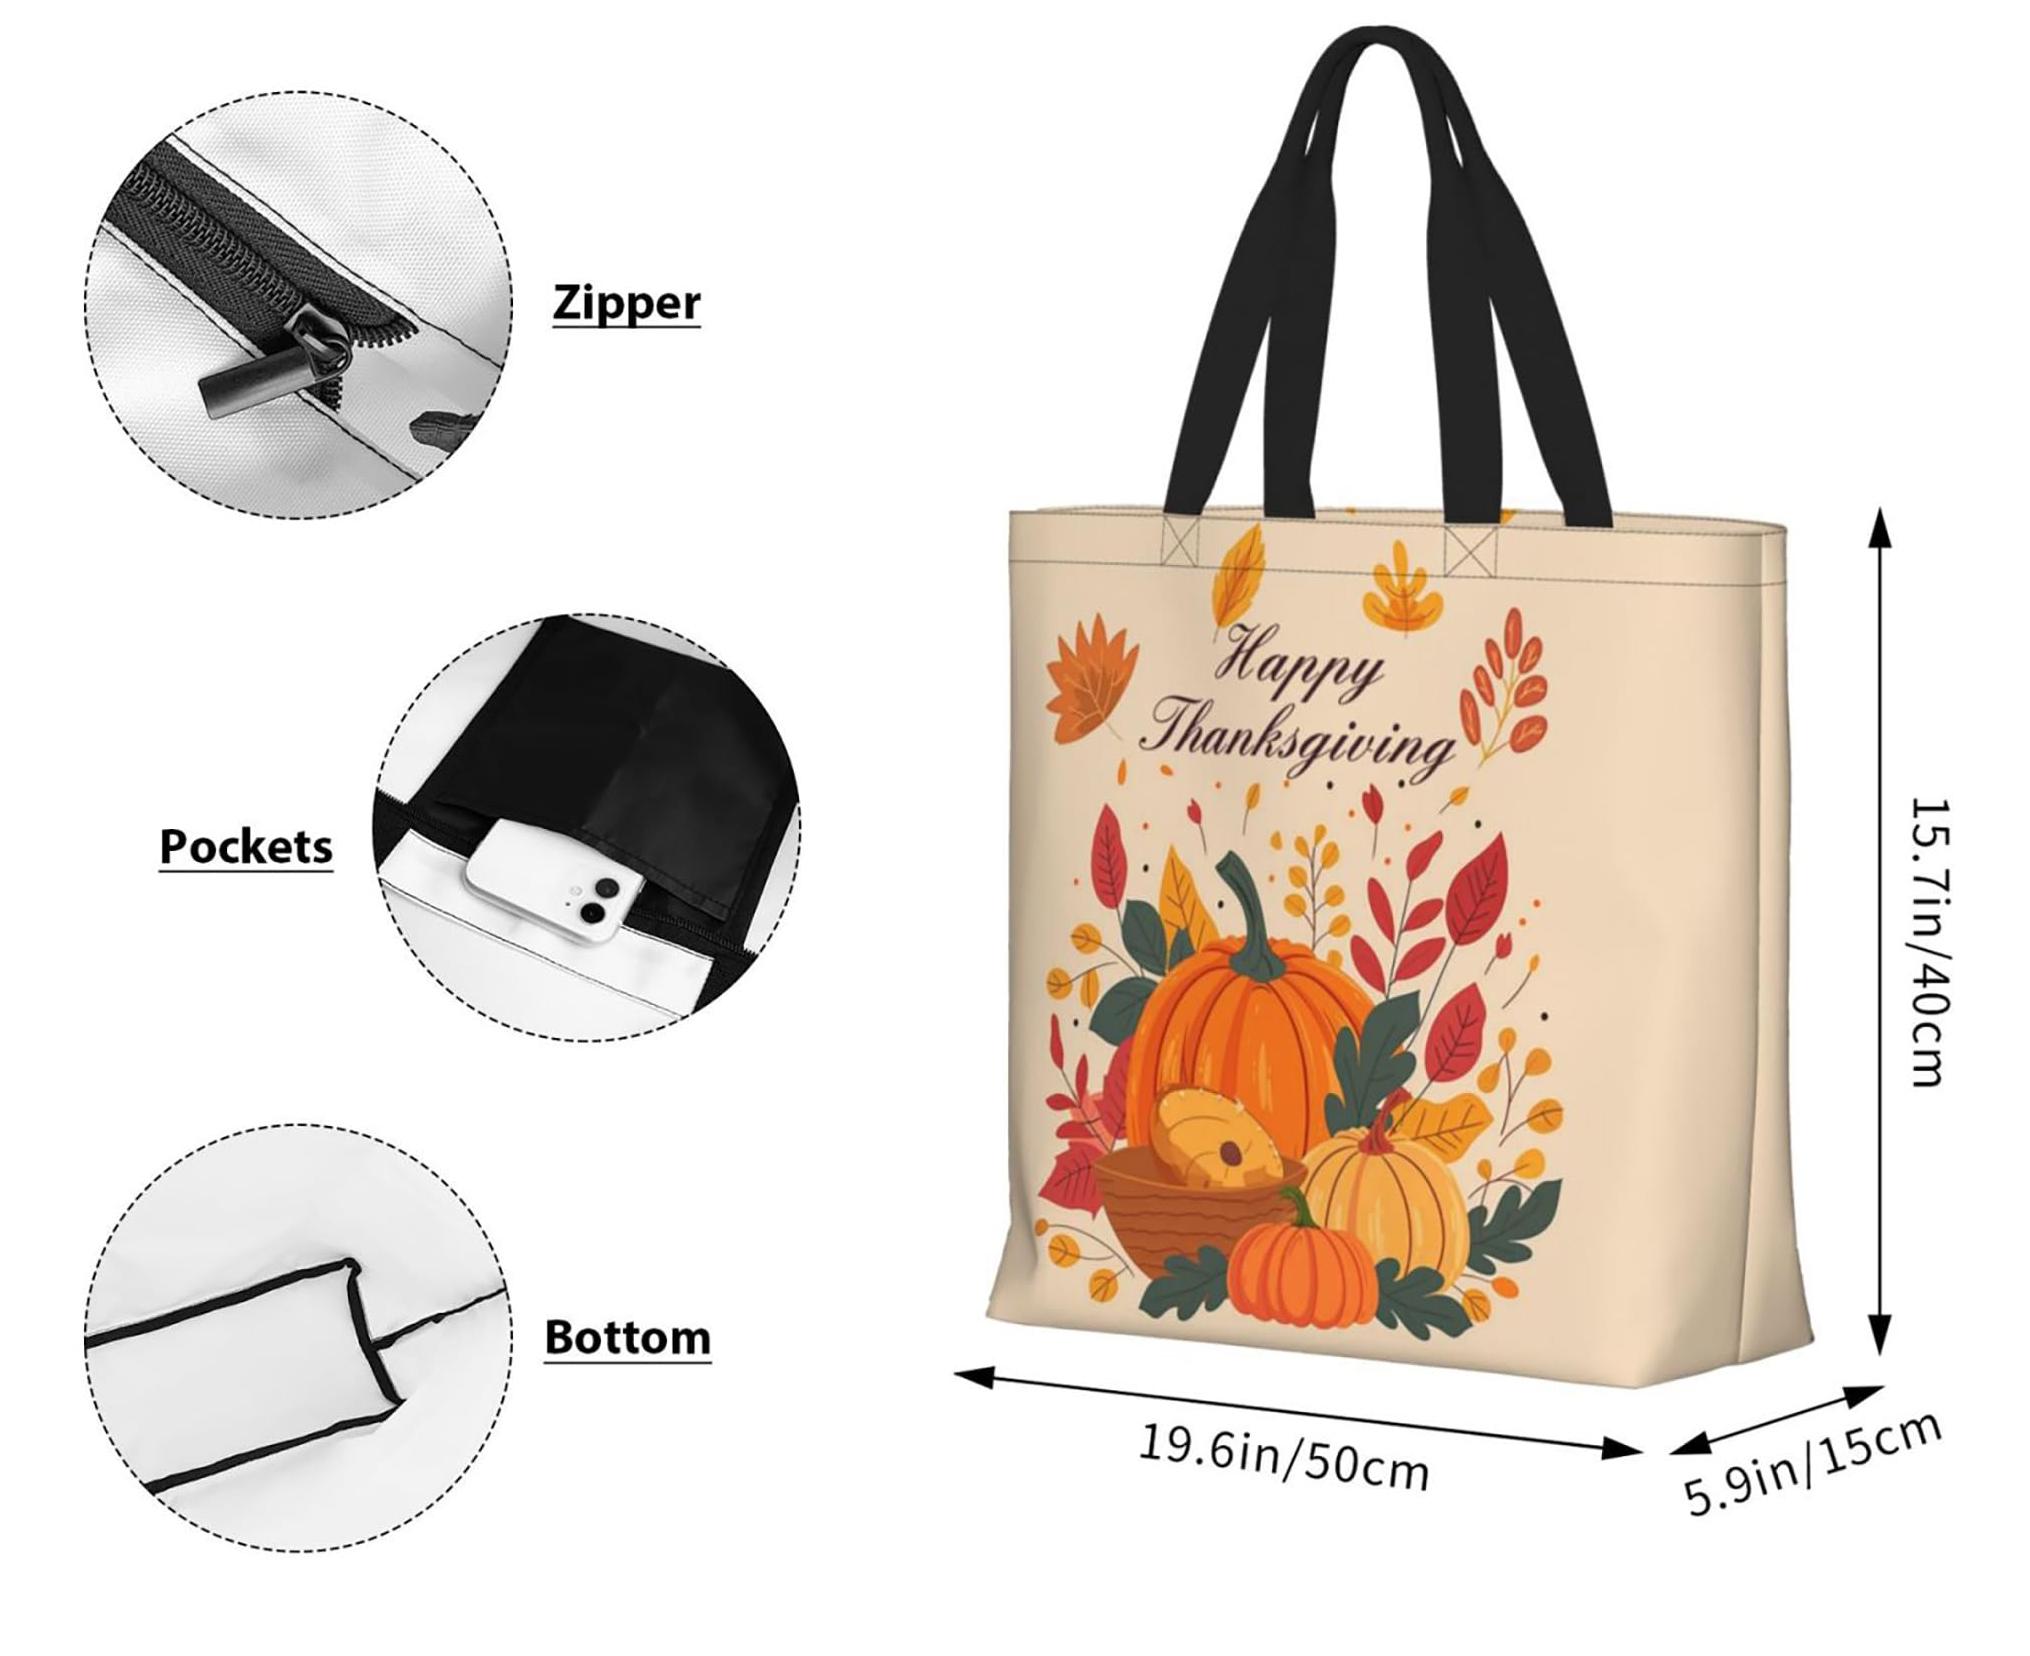 Zipper
Pockets
Bottom
Happy
Thanksgiving
15.7in/40cm
19.6in/50cm
5.9in/15cm